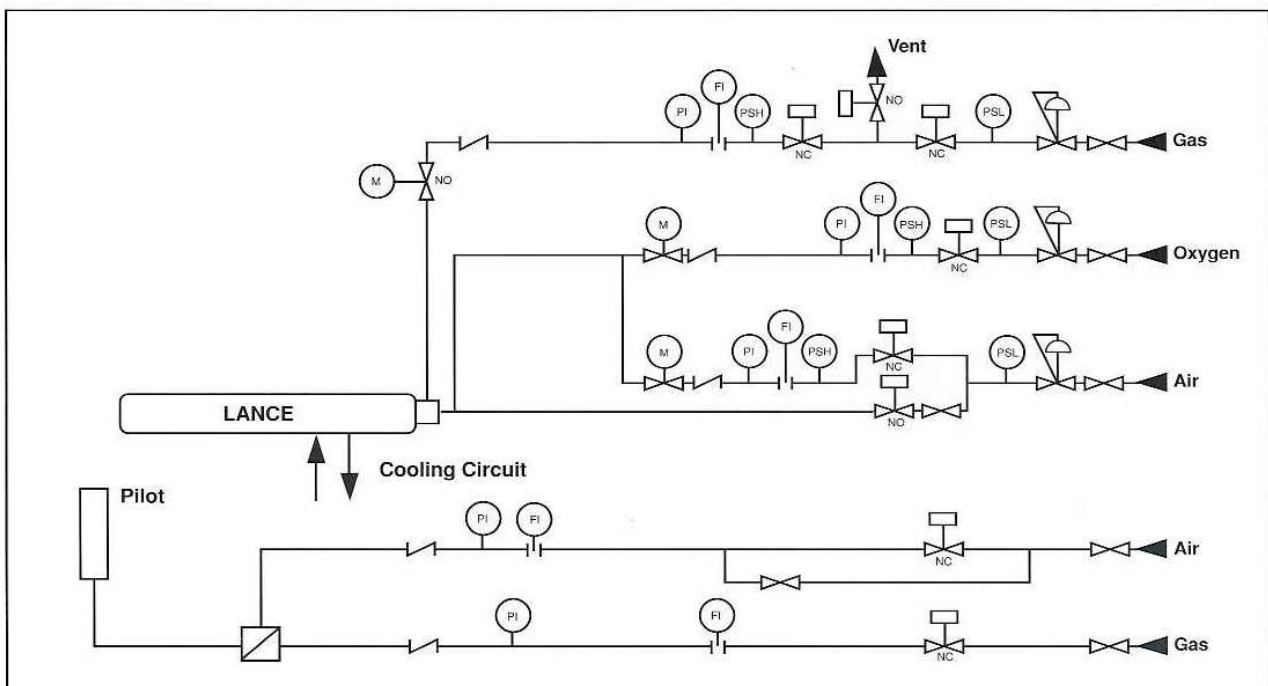 Vent
PI FI PSH NC NO NC PSL Gas
M NO
M PI FI PSH NC PSL Oxygen
M PI FI PSH NC PSL Air
LANCE NO
Cooling Circuit
Pilot
PI FI NC Air
PI FI NC Gas